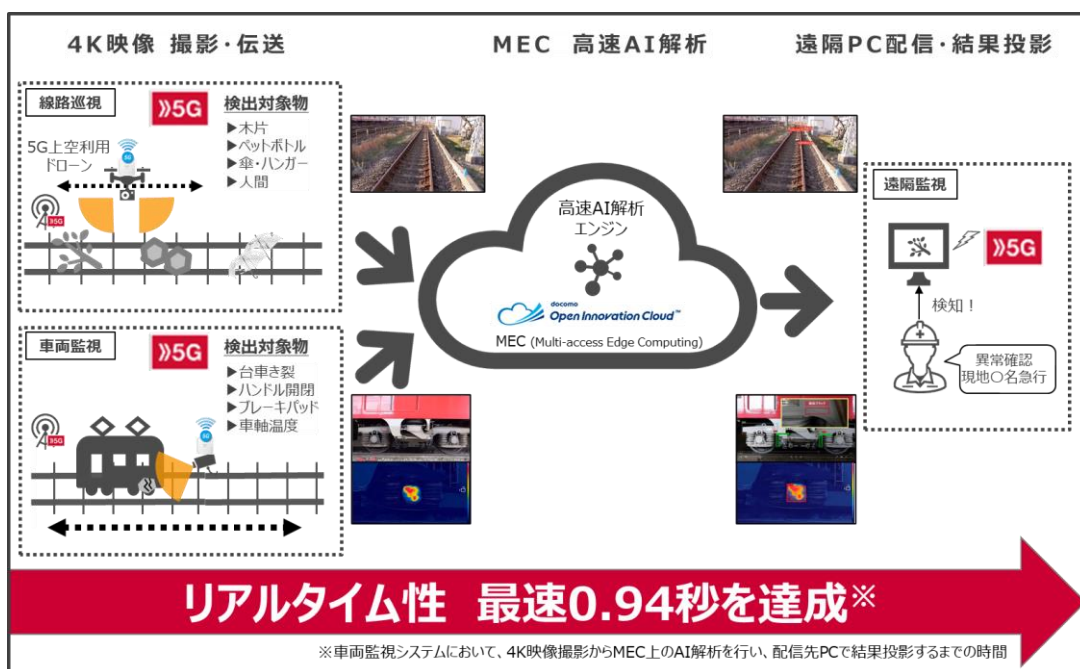 4K映像 撮影・伝送
MEC 高速AI解析
遠隔PC配信・結果投影
線路巡視
》5G
検出対象物
▶木片
▶ペットボトル
▶傘・ハンガー
▶人間
5G上空利用
ドローン
5G
》5G
車両監視
》5G
検出対象物
▶台車き裂
▶ハンドル開閉
▶ブレーキパッド
▶車軸温度
5G
》5G
高速AI解析
エンジン
docomo
Open Innovation Cloud™
MEC (Multi-access Edge Computing)
遠隔監視
》5G
検知！
異常確認
現地〇名急行
リアルタイム性 最速0.94秒を達成※
※車両監視システムにおいて、4K映像撮影からMEC上のAI解析を行い、配信先PCで結果投影するまでの時間